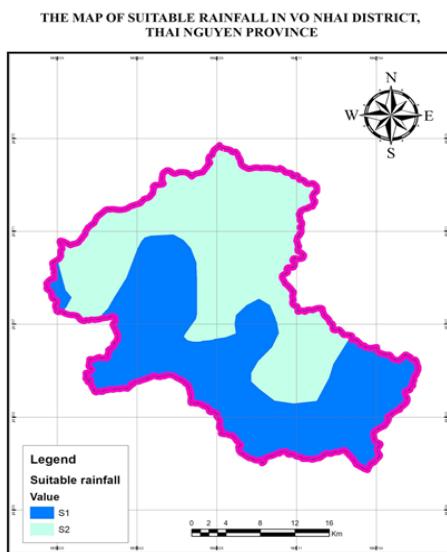 THE MAP OF SUITABLE RAINFALL IN VO NHAI DISTRICT,
THAI NGUYEN PROVINCE
N
W E
S
Legend
Suitable rainfall
Value
S1
S2
0 2 4 8 12 16
Km